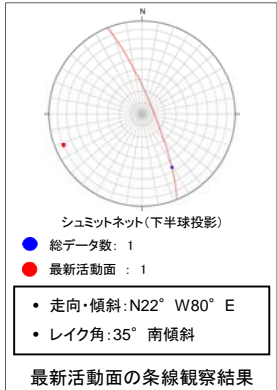 N
シュミットネット(下半球投影)
総データ数: 1
最新活動面 : 1
• 走向・傾斜:N22° W80° E
• レイク角:35° 南傾斜
最新活動面の条線観察結果